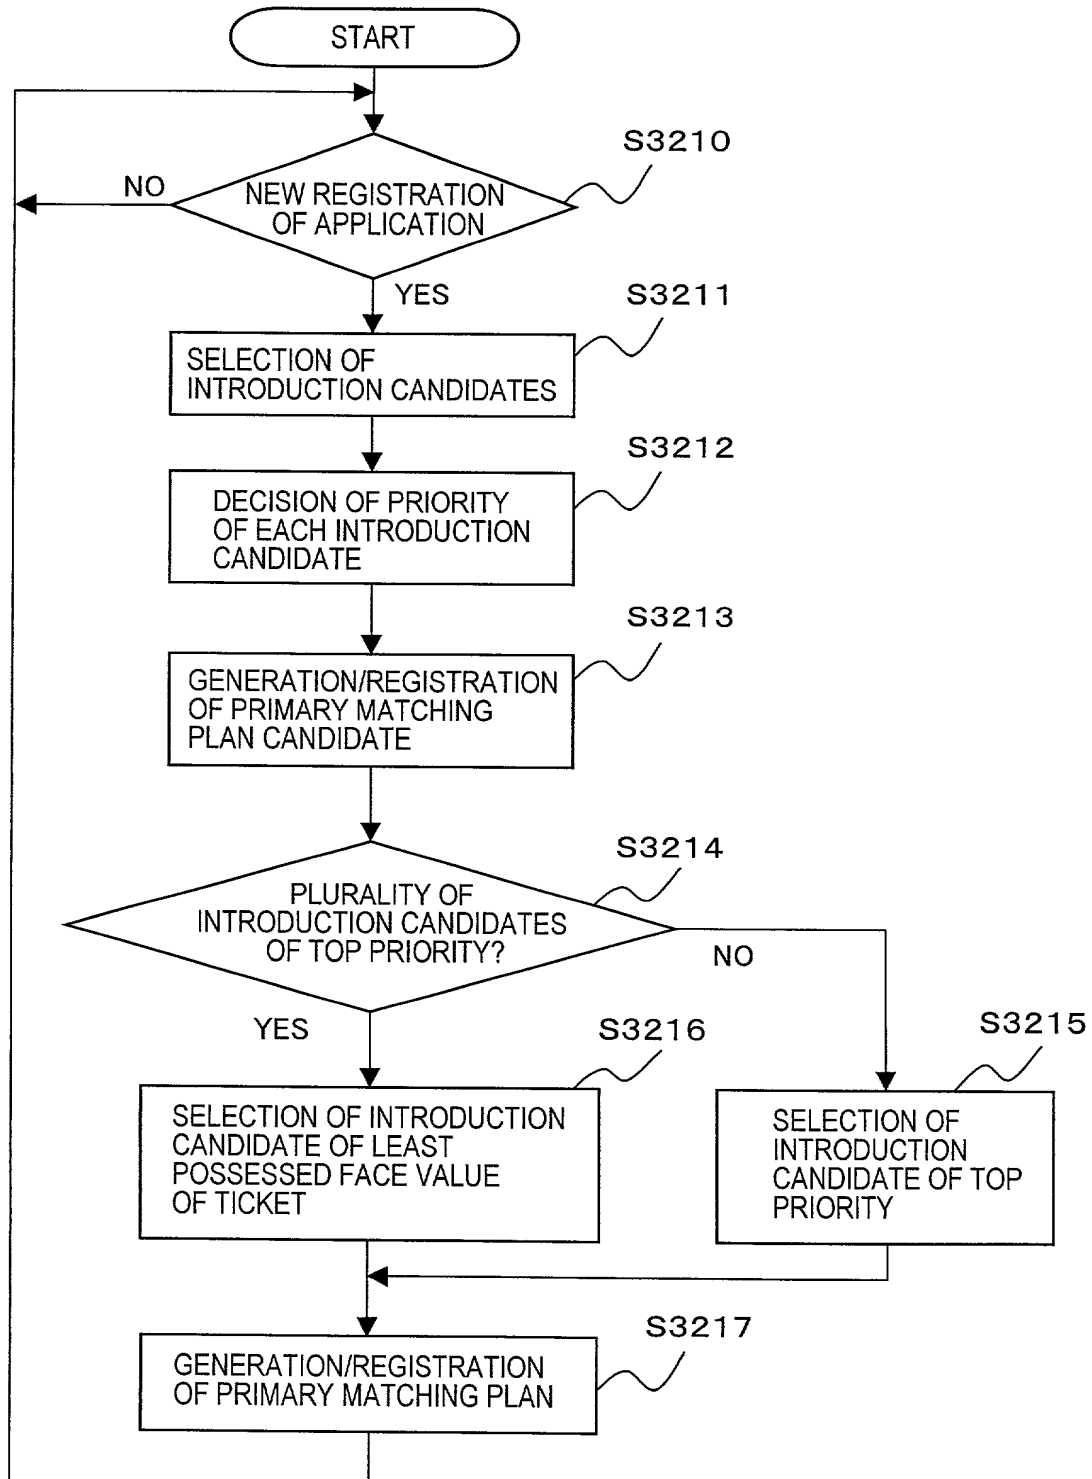 START
S3210
NO
NEW REGISTRATION
OF APPLICATION
YES
S3211
SELECTION OF
INTRODUCTION CANDIDATES
S3212
DECISION OF PRIORITY
OF EACH INTRODUCTION
CANDIDATE
S3213
GENERATION/REGISTRATION
OF PRIMARY MATCHING
PLAN CANDIDATE
S3214
PLURALITY OF
INTRODUCTION CANDIDATES
OF TOP PRIORITY?
NO
YES
S3216
S3215
SELECTION OF INTRODUCTION
CANDIDATE OF LEAST
POSSESSED FACE VALUE
OF TICKET
SELECTION OF
INTRODUCTION
CANDIDATE OF TOP
PRIORITY
S3217
GENERATION/REGISTRATION
OF PRIMARY MATCHING PLAN